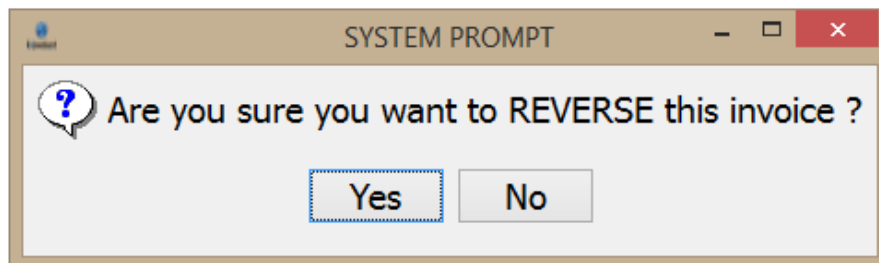 SYSTEM PROMPT
Are you sure you want to REVERSE this invoice ?
Yes No